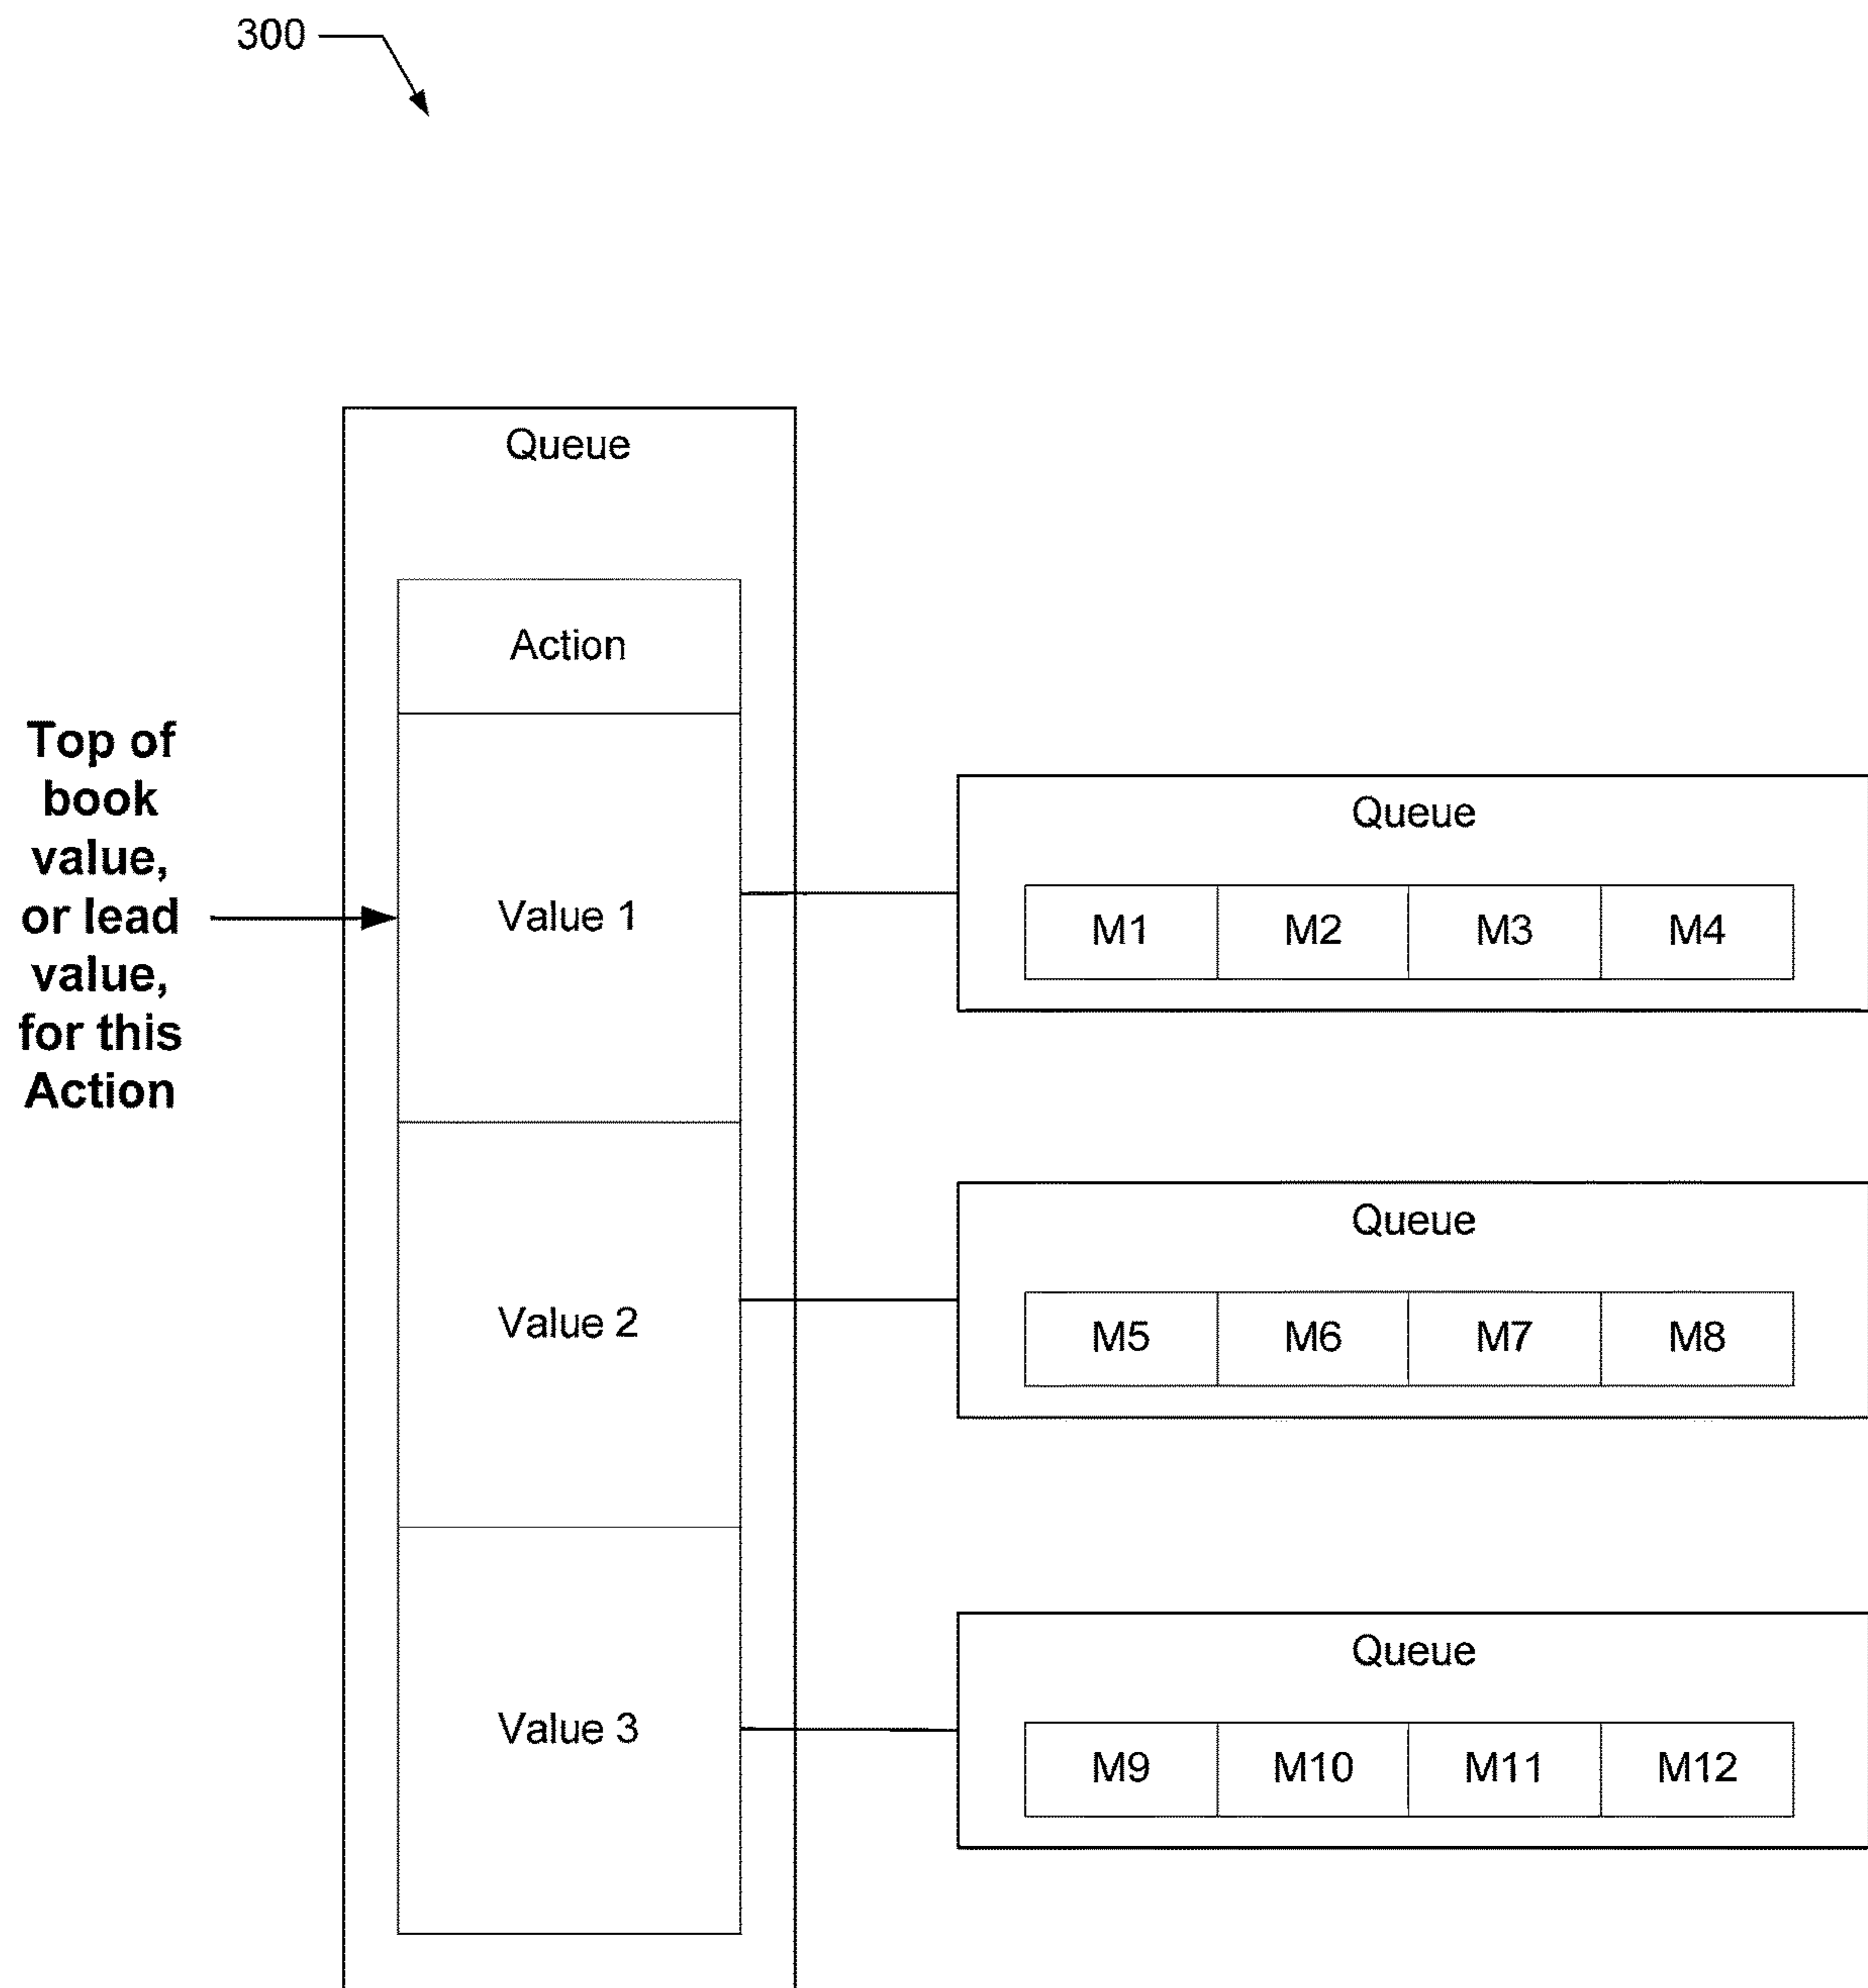 300
Queue
Action
Top of
book
value,
or lead
value,
for this
Action
Value 1
Queue
M1 M2 M3 M4
Value 2
Queue
M5 M6 M7 M8
Value 3
Queue
M9 M10 M11 M12